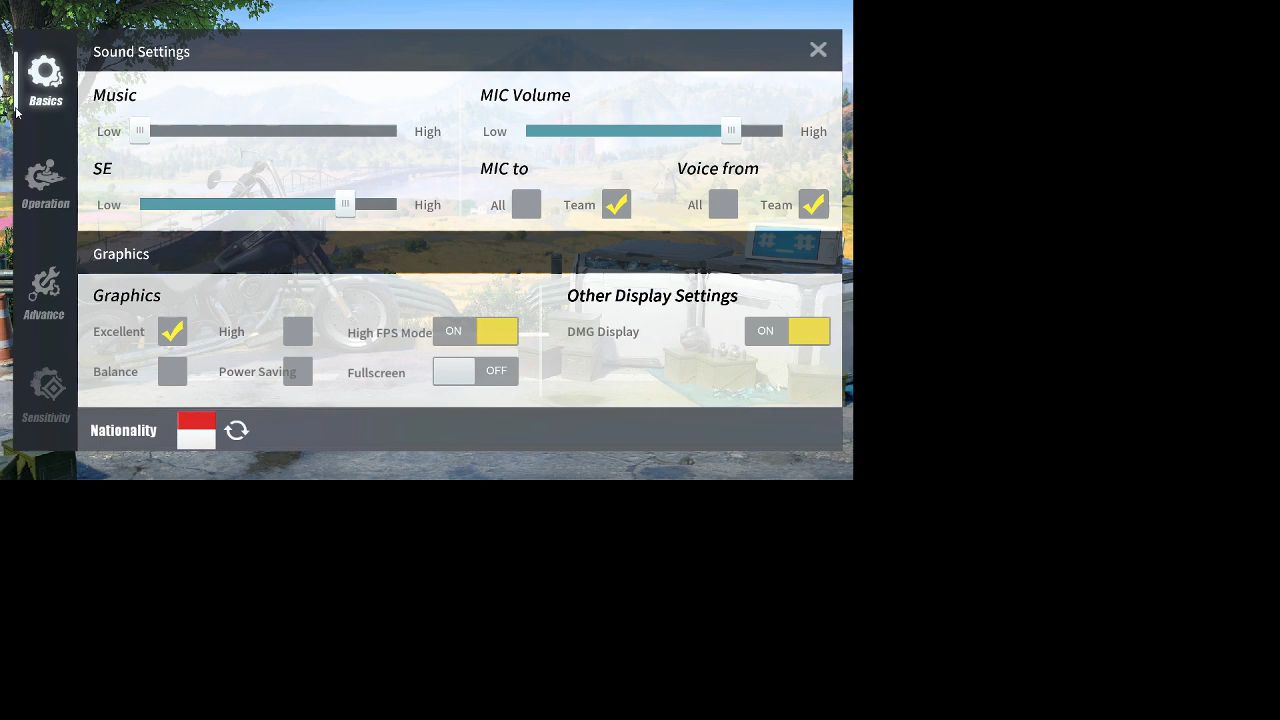 Sound Settings
Basics
Music
MIC Volume
Low
High
Low
High
SE
MIC to
Voice from
Low
High
All
Team
All
Team
Operation
Graphics
Advance
Graphics
Other Display Settings
Excellent
High
High FPS Mode
ON
DMG Display
ON
Balance
Power Saving
Fullscreen
OFF
Sensitivity
Nationality